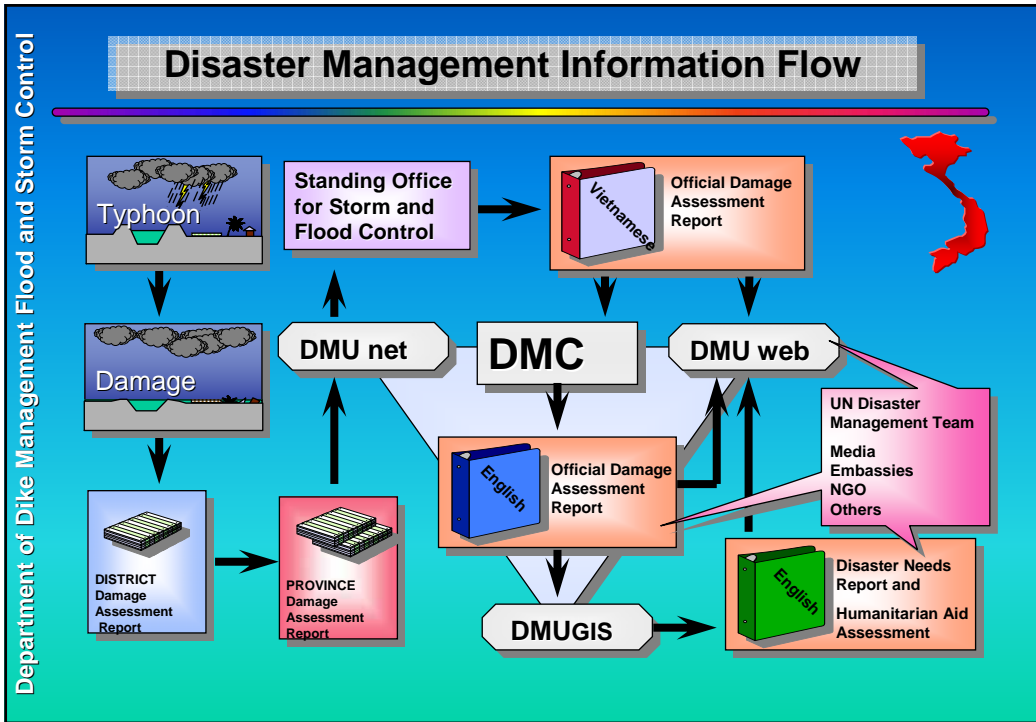 Department of Dike Management Flood and Storm Control
Disaster Management Information Flow
Typhoon
Standing Office
for Storm and
Flood Control
Vietnamese
Official Damage
Assessment
Report
Damage
DMU net
DMC
DMU web
UN Disaster
Management Team
Media
Embassies
NGO
Others
English
Official Damage
Assessment
Report
DISTRICT
Damage
Assessment
Report
PROVINCE
Damage
Assessment
Report
DMUGIS
English
Disaster Needs
Report and
Humanitarian Aid
Assessment